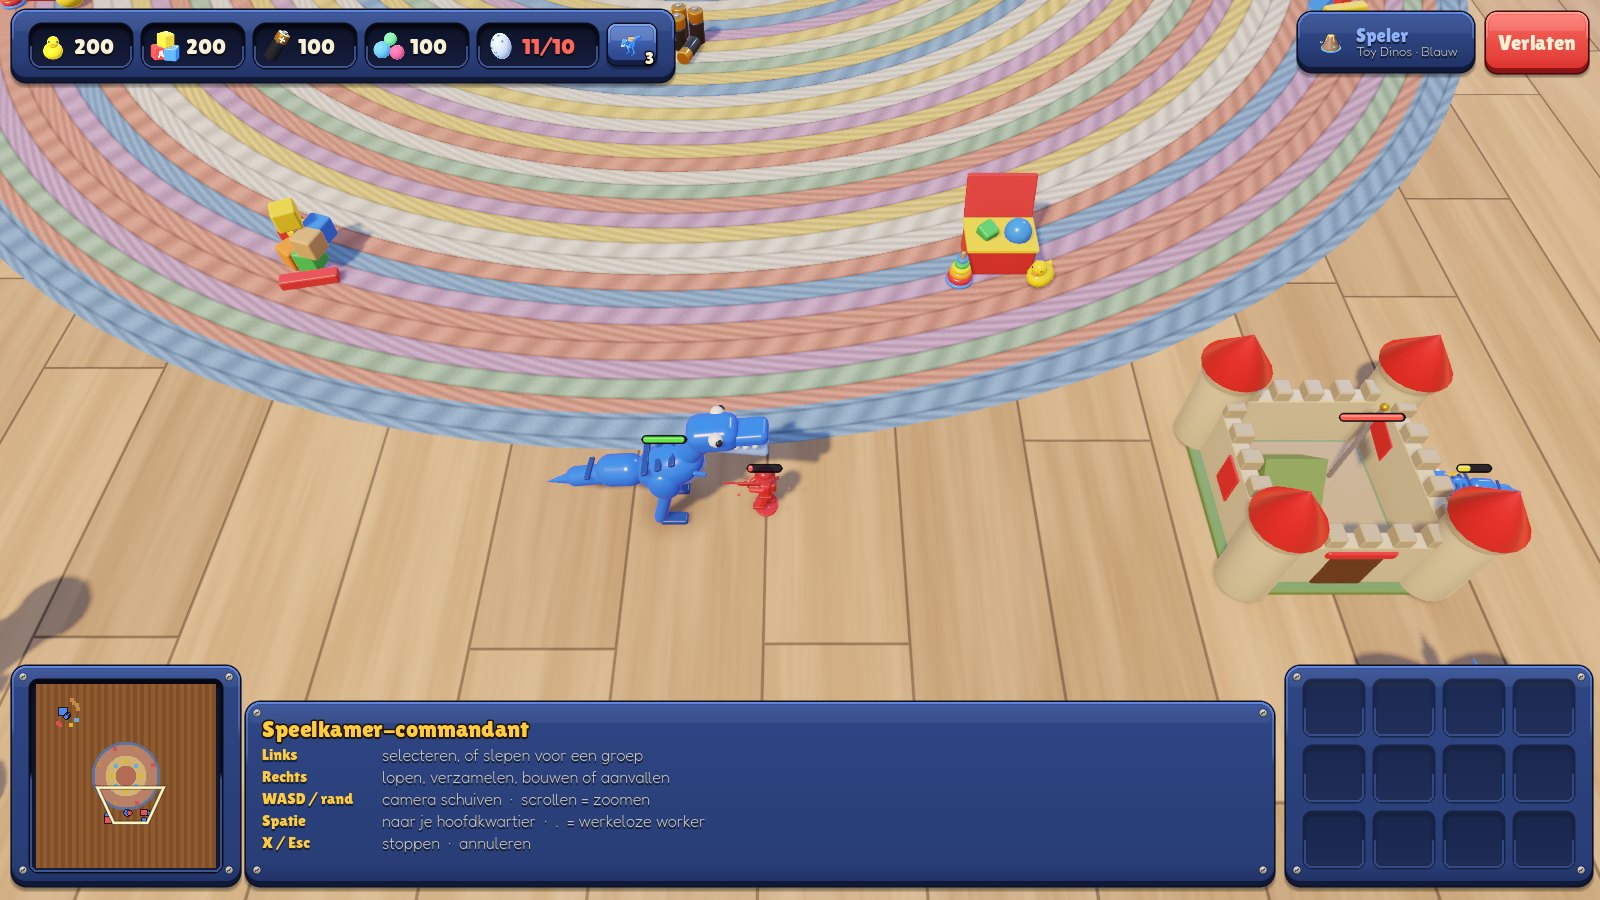 200
200
100
100
11/10
3
Speler
Toy Dinos · Blauw
Verlaten
Speelkamer-commandant
Links selecteren, of slepen voor een groep
Rechts lopen, verzamelen, bouwen of aanvallen
WASD / rand camera schuiven · scrollen = zoomen
Spatie naar je hoofdkwartier · . = werkeloze worker
X / Esc stoppen · annuleren